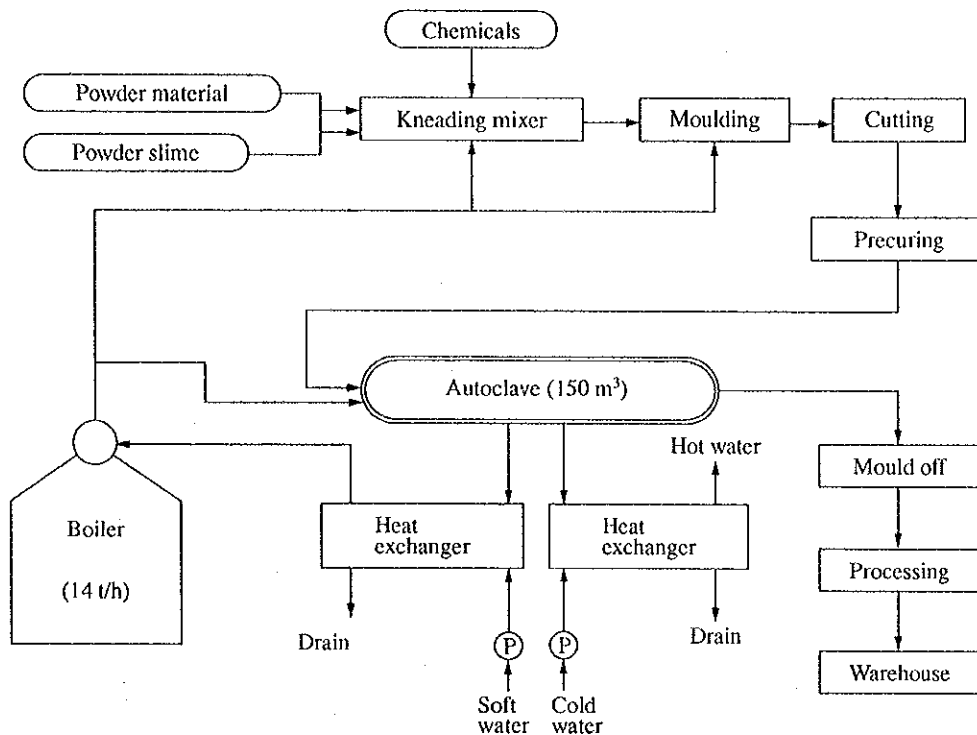 Chemicals
Powder material
Powder slime
Kneading mixer
Moulding
Cutting
Precuring
Autoclave (150 m³)
Hot water
Mould off
Boiler
(14 t/h)
Heat
exchanger
Heat
exchanger
Processing
Drain
P
P
Drain
Warehouse
Soft
water
Cold
water